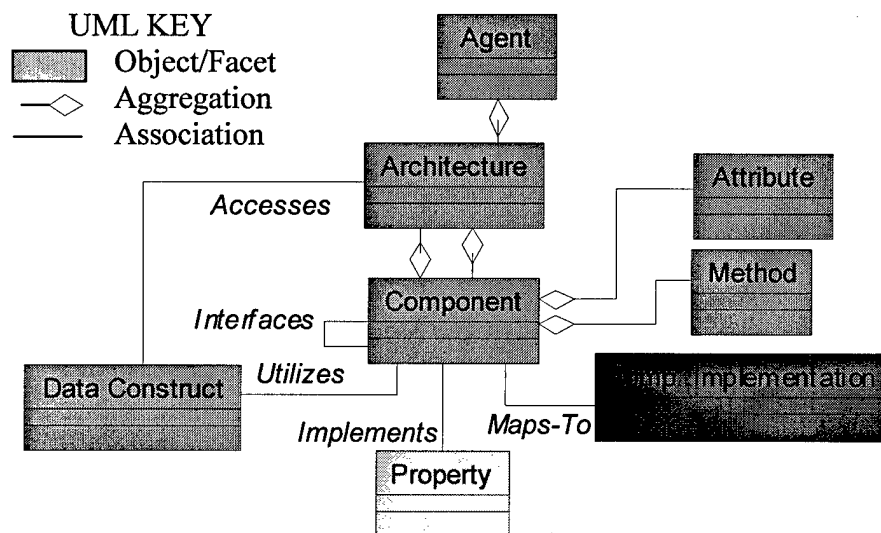 UML KEY
Object/Facet
Aggregation
Association
Agent
Architecture
Accesses
Attribute
Component
Method
Interfaces
Data Construct
Utilizes
Implementation
Implements
Maps-To
Property